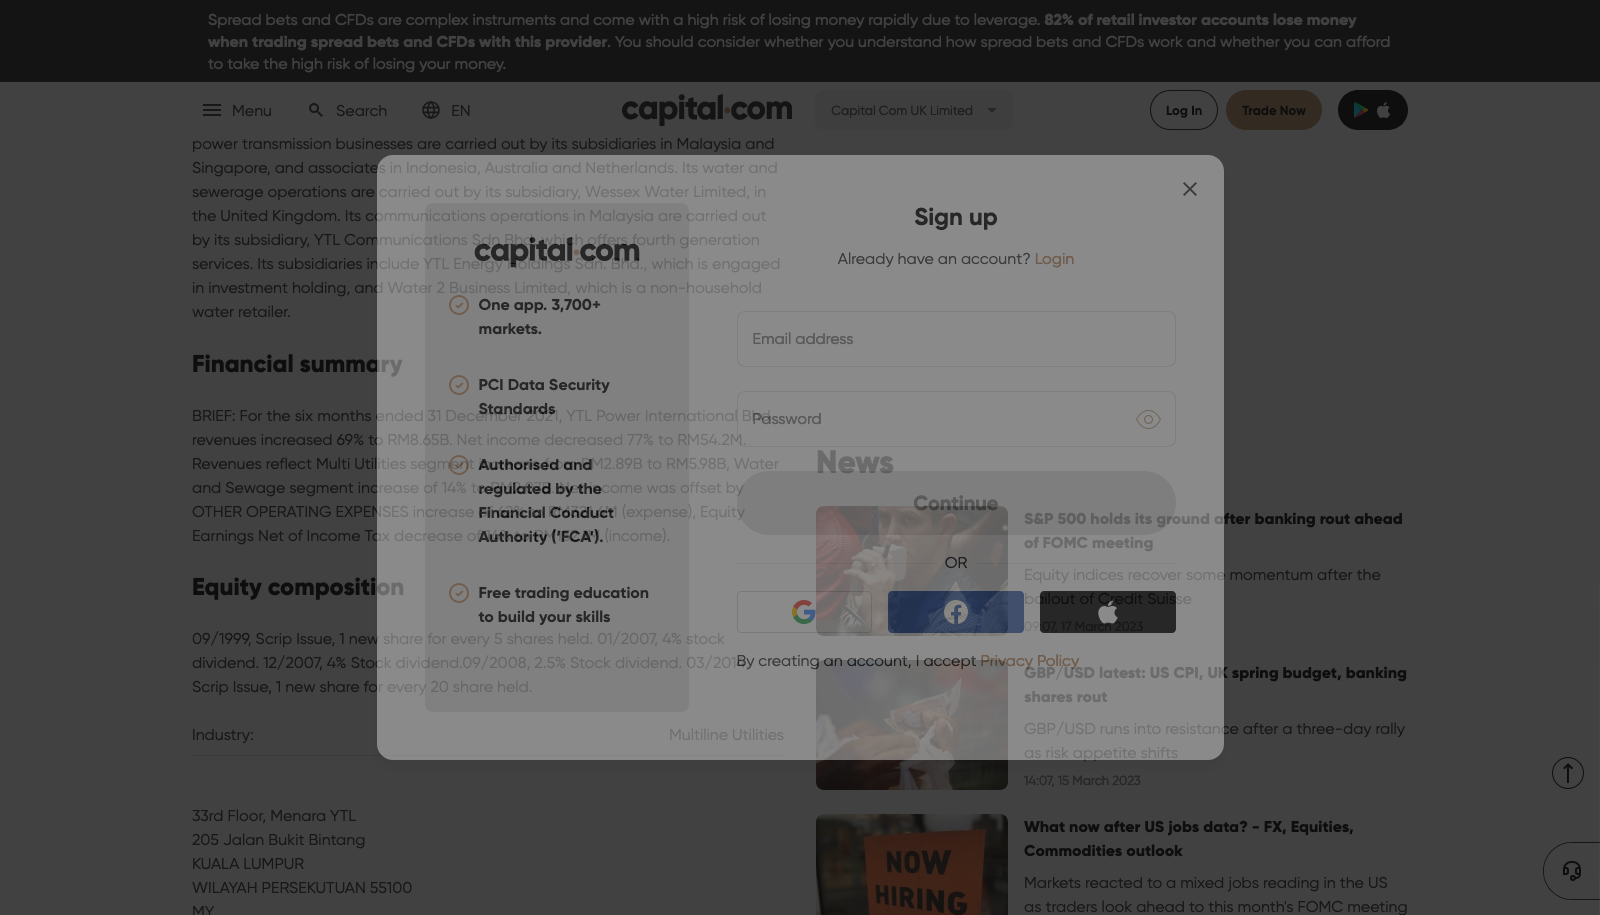 Spread bets and CFDs are complex instruments and come with a high risk of losing money rapidly due to leverage. 82% of retail investor accounts lose money
when trading spread bets and CFDs with this provider. You should consider whether you understand how spread bets and CFDs work and whether you can afford
to take the high risk of losing your money.
Menu
Search
EN
capital.com
Capital Com UK Limited
Log In
Trade Now
power transmission businesses are carried out by its subsidiaries in Malaysia and
Singapore, and associates in Indonesia, Australia and Netherlands. Its water and
sewerage operations are carried out by its subsidiary, Wessex Water Limited, in
the United Kingdom. Its communications operations in Malaysia are carried out
by its subsidiary, YTL Communications Sdn Bhd, which offers fourth generation
services. Its subsidiaries include YTL Energy Holdings Sdn. Bhd., which is engaged
in investment holding, and Water 2 Business Limited, which is a non-household
water retailer.
Financial summary
BRIEF: For the six months ended 31 December 2021, YTL Power International Bhd
revenues increased 69% to RM8.65B. Net income decreased 77% to RM54.2M.
Revenues reflect Multi Utilities segment increase from RM2.89B to RM5.98B, Water
and Sewage segment increase of 14% to Net income was offset by
OTHER OPERATING EXPENSES increase (expense), Equity
Earnings Net of Income Tax decrease of (income).
Equity composition
09/1999, Scrip Issue, 1 new share for every 5 shares held. 01/2007, 4% stock
dividend. 12/2007, 4% Stock dividend.09/2008, 2.5% Stock dividend. 03/201
Scrip Issue, 1 new share for every 20 share held.
Industry:
Multiline Utilities
33rd Floor, Menara YTL
205 Jalan Bukit Bintang
KUALA LUMPUR
WILAYAH PERSEKUTUAN 55100
MY
capital.com
One app. 3,700+
markets.
PCI Data Security
Standards
Authorised and
regulated by the
Financial Conduct
Authority ('FCA').
Free trading education
to build your skills
Sign up
Already have an account? Login
Email address
Password
Continue
OR
By creating an account, I accept Privacy Policy
News
S&P 500 holds its ground after banking rout ahead
of FOMC meeting
Equity indices recover some momentum after the
bailout of Credit Suisse
09:07, 17 March 2023
GBP/USD latest: US CPI, UK spring budget, banking
shares rout
GBP/USD runs into resistance after a three-day rally
as risk appetite shifts
14:07, 15 March 2023
NOW
HIRING
What now after US jobs data? - FX, Equities,
Commodities outlook
Markets reacted to a mixed jobs reading in the US
as traders look ahead to this month's FOMC meeting